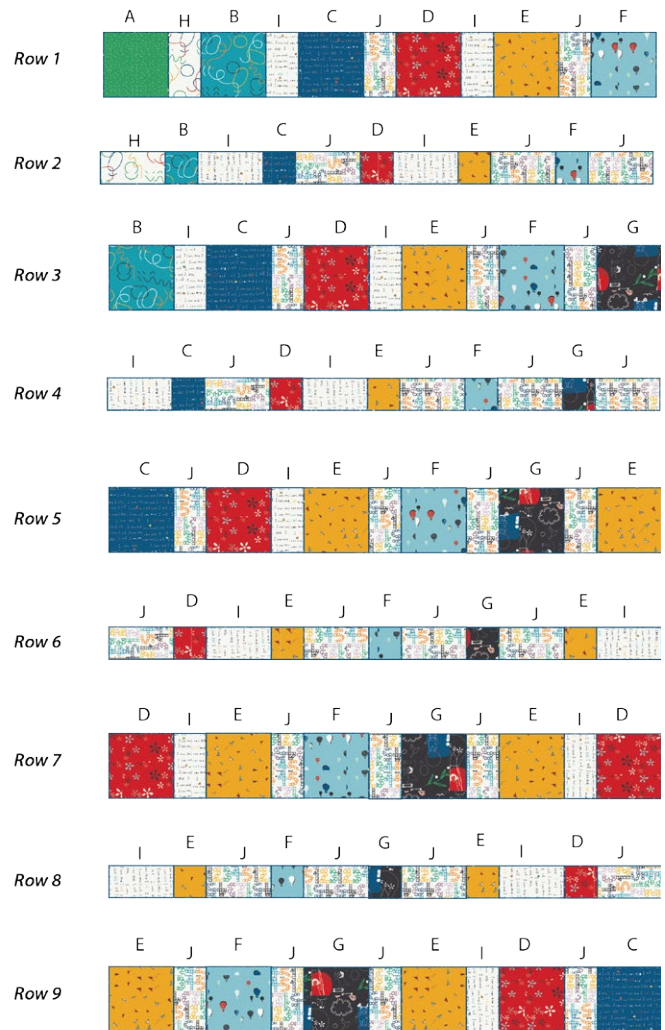 A H B I C J D I E J F
Row 1
H B I C J D I E J F J
Row 2
B I C J D I E J F J G
Row 3
I C J D I E J F J G J
Row 4
C J D I E J F J G J E
Row 5
J D I E J F J G J E I
Row 6
D I E J F J G J E I D
Row 7
I E J F J G J E I D J
Row 8
E J F J G J E I D J C
Row 9